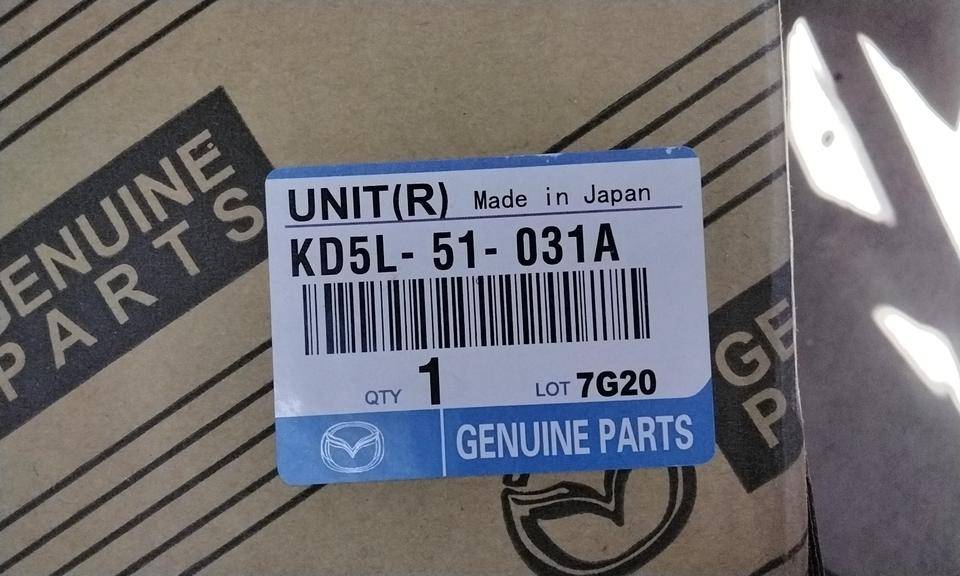 GENUINE
PARTS
UNIT(R) Made in Japan
KD5L- 51- 031A
QTY 1 LOT 7G20
GENUINE PARTS
GE
P